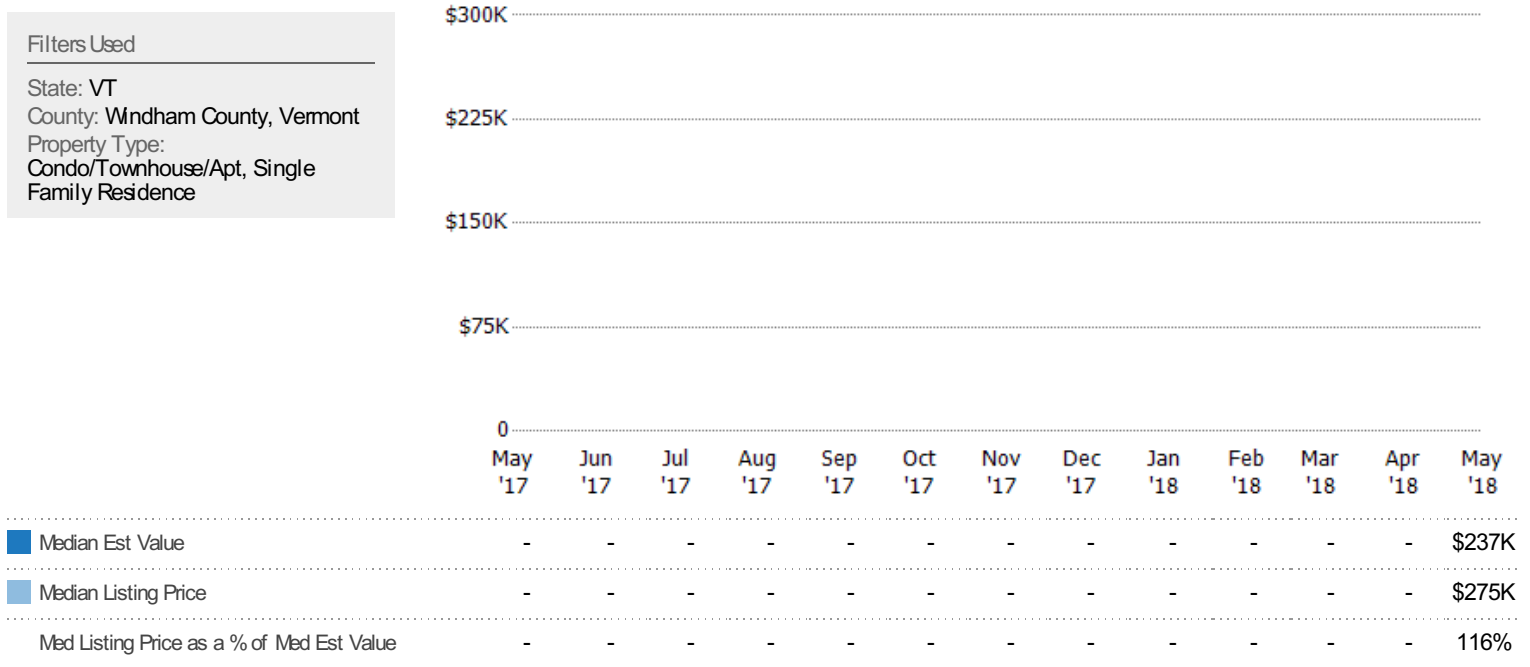 Filters Used
State: VT
County: Windham County, Vermont
Property Type:
Condo/Townhouse/Apt, Single
Family Residence
$300K
$225K
$150K
$75K
0
May Jun Jul Aug Sep Oct Nov Dec Jan Feb Mar Apr May
'17 '17 '17 '17 '17 '17 '17 '17 '18 '18 '18 '18 '18
Median Est Value - - - - - - - - - - - - $237K
Median Listing Price - - - - - - - - - - - - $275K
Med Listing Price as a % of Med Est Value - - - - - - - - - - - - 116%